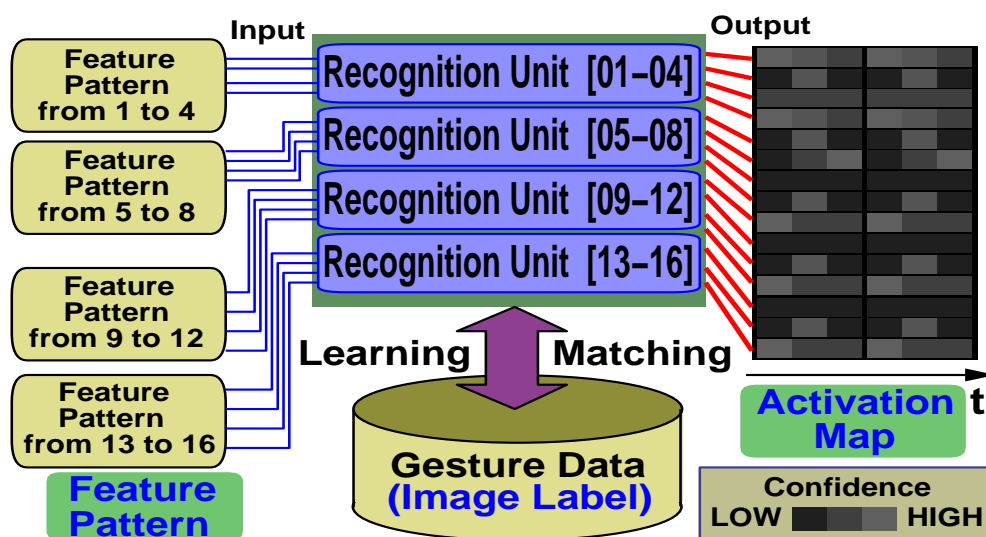 Input
Output
Feature
Pattern
from 1 to 4
Feature
Pattern
from 5 to 8
Feature
Pattern
from 9 to 12
Feature
Pattern
from 13 to 16
Feature
Pattern
Recognition Unit [01–04]
Recognition Unit [05–08]
Recognition Unit [09–12]
Recognition Unit [13–16]
Learning
Matching
Gesture Data
(Image Label)
t
Activation
Map
Confidence
LOW HIGH